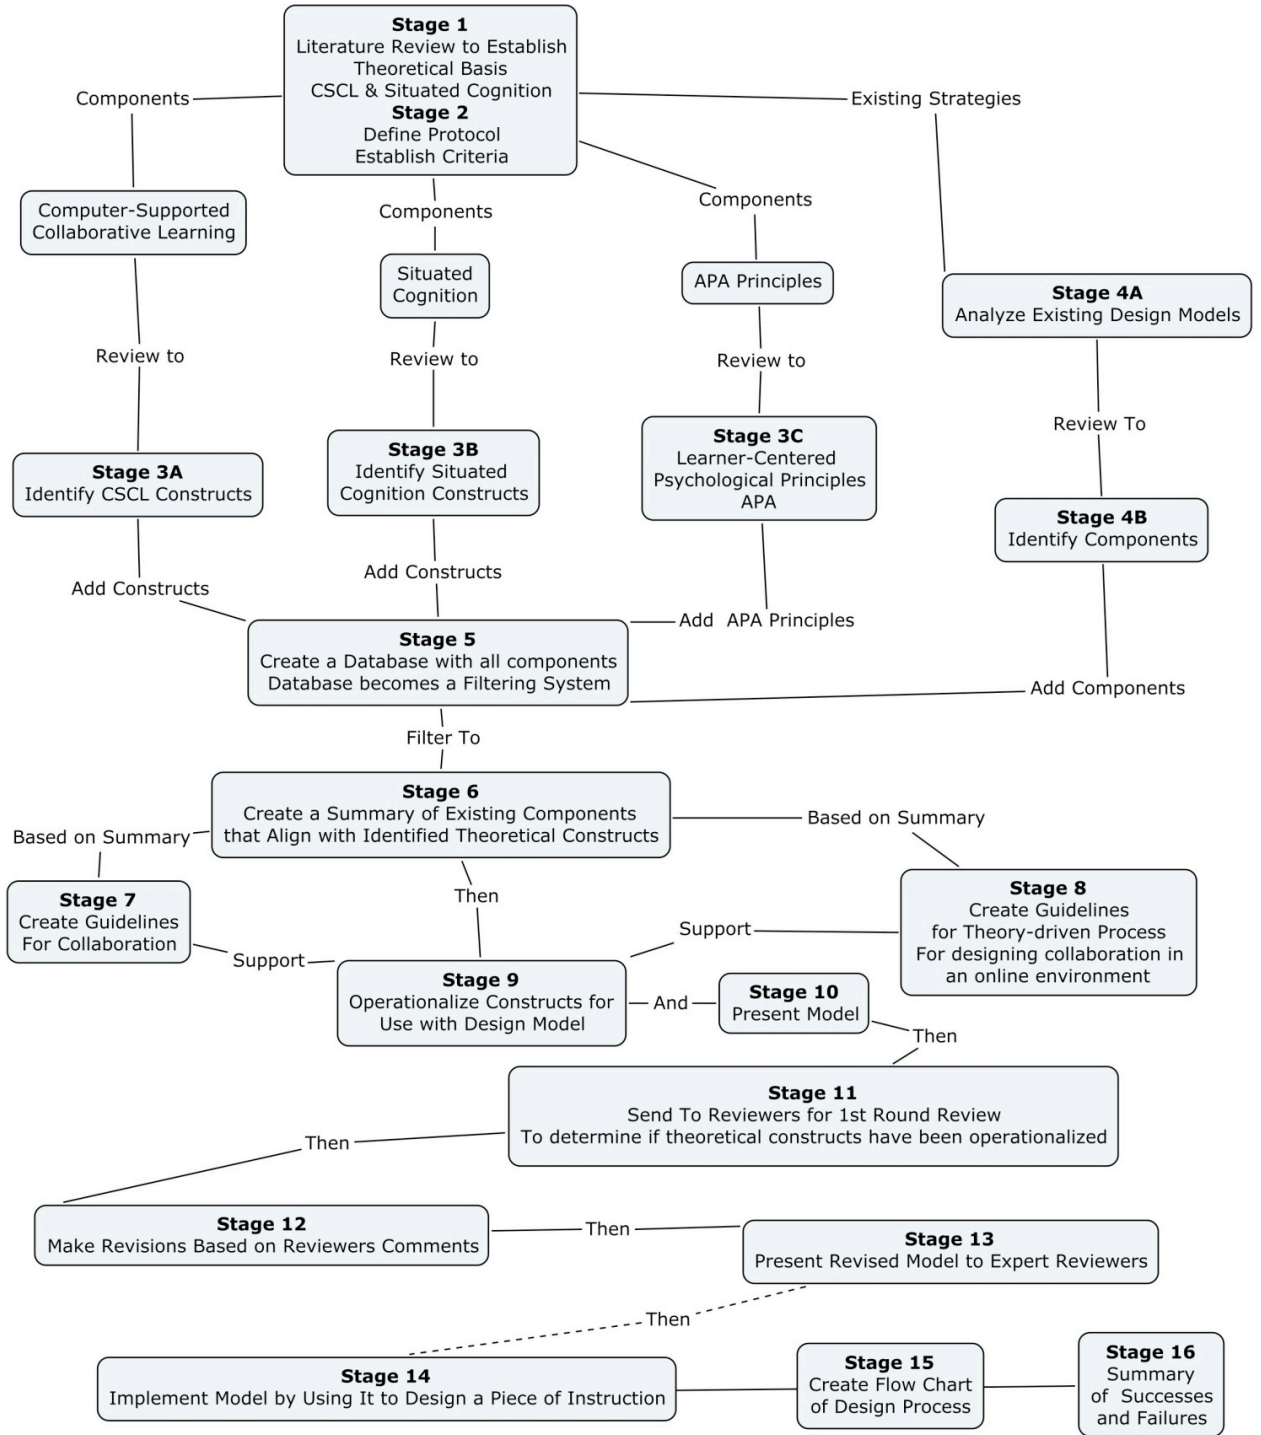 Stage 1
Literature Review to Establish
Theoretical Basis
CSCL & Situated Cognition
Stage 2
Define Protocol
Establish Criteria
Components
Existing Strategies
Components
Components
Computer-Supported
Collaborative Learning
Situated
Cognition
APA Principles
Stage 4A
Analyze Existing Design Models
Review to
Review to
Review to
Review To
Stage 3A
Identify CSCL Constructs
Stage 3B
Identify Situated
Cognition Constructs
Stage 3C
Learner-Centered
Psychological Principles
APA
Stage 4B
Identify Components
Add Constructs
Add Constructs
Add  APA Principles
Add Components
Stage 5
Create a Database with all components
Database becomes a Filtering System
Filter To
Stage 6
Create a Summary of Existing Components
that Align with Identified Theoretical Constructs
Based on Summary
Based on Summary
Then
Stage 7
Create Guidelines
For Collaboration
Stage 8
Create Guidelines
for Theory-driven Process
For designing collaboration in
an online environment
Support
Support
Stage 9
Operationalize Constructs for
Use with Design Model
And
Stage 10
Present Model
Then
Stage 11
Send To Reviewers for 1st Round Review
To determine if theoretical constructs have been operationalized
Then
Stage 12
Make Revisions Based on Reviewers Comments
Then
Stage 13
Present Revised Model to Expert Reviewers
Then
Stage 14
Implement Model by Using It to Design a Piece of Instruction
Stage 15
Create Flow Chart
of Design Process
Stage 16
Summary
of  Successes
and Failures